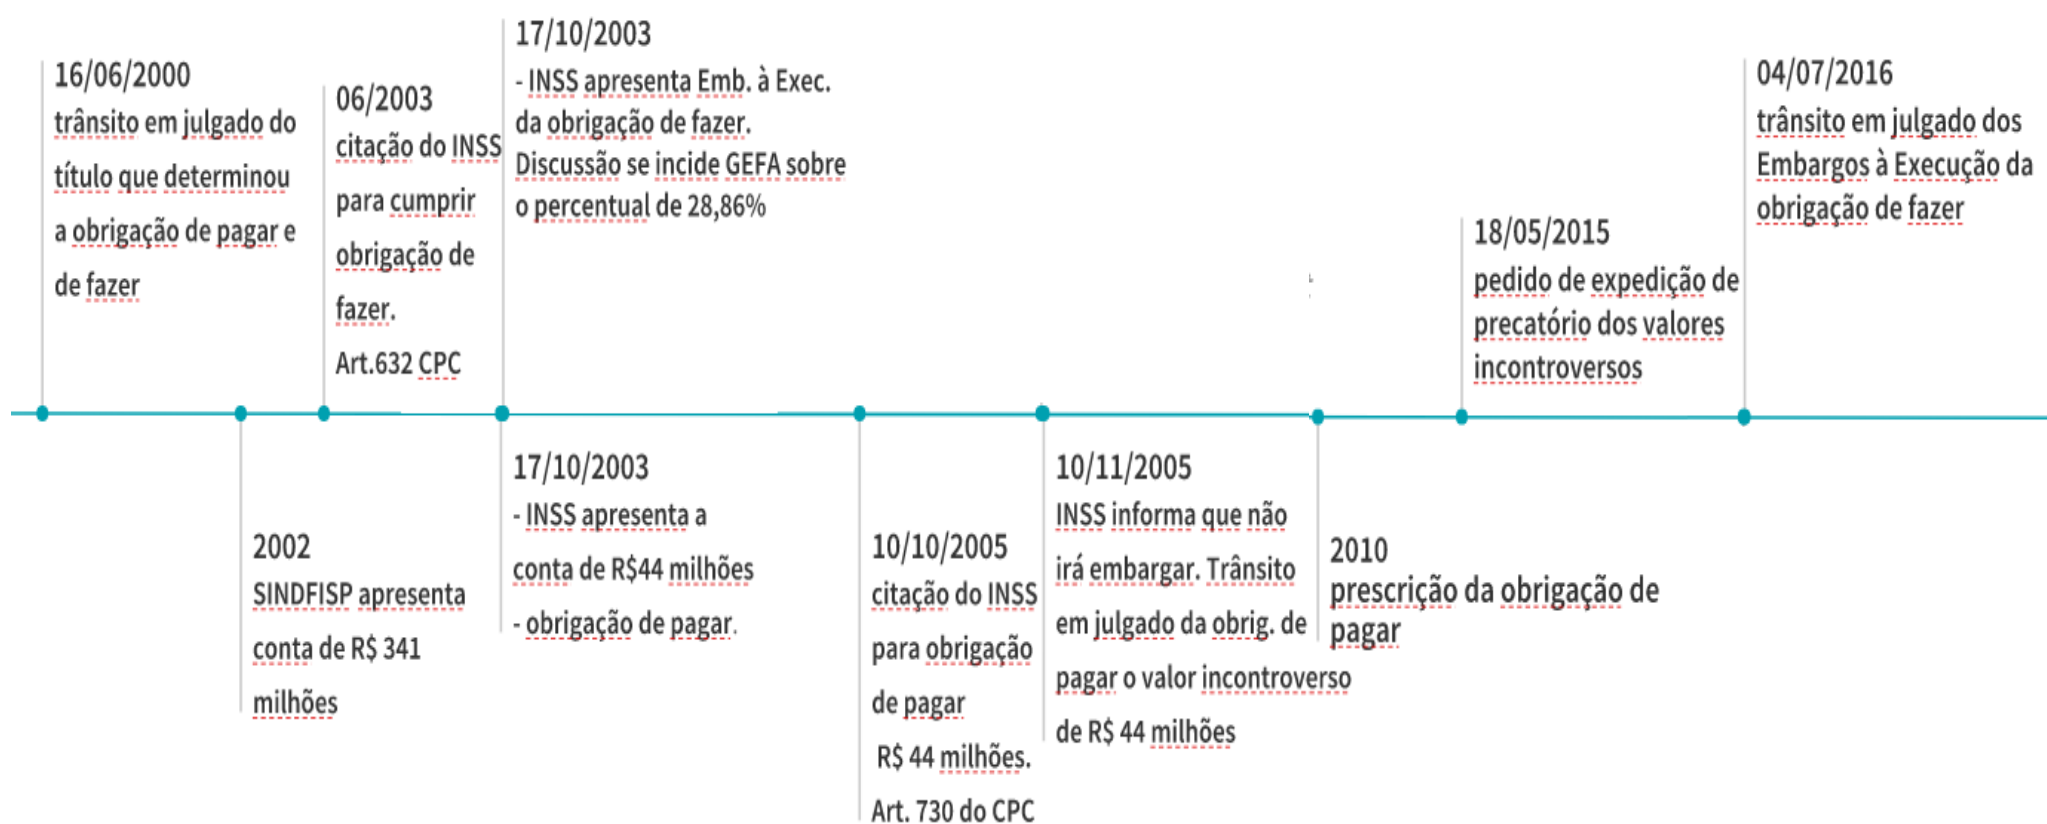 16/06/2000
trânsito em julgado do
título que determinou
a obrigação de pagar e
de fazer
2002
SINDFISP apresenta
conta de R$ 341
milhões
06/2003
citação do INSS
para cumprir
obrigação de
fazer.
Art.632 CPC
17/10/2003
- INSS apresenta Emb. à Exec.
da obrigação de fazer.
Discussão se incide GEFA sobre
o percentual de 28,86%
17/10/2003
- INSS apresenta a
conta de R$44 milhões
- obrigação de pagar.
10/10/2005
citação do INSS
para obrigação
de pagar
R$ 44 milhões.
Art. 730 do CPC
10/11/2005
INSS informa que não
irá embargar. Trânsito
em julgado da obrig. de
pagar o valor incontroverso
de R$ 44 milhões
2010
prescrição da obrigação de
pagar
18/05/2015
pedido de expedição de
precatório dos valores
incontroversos
04/07/2016
trânsito em julgado dos
Embargos à Execução da
obrigação de fazer